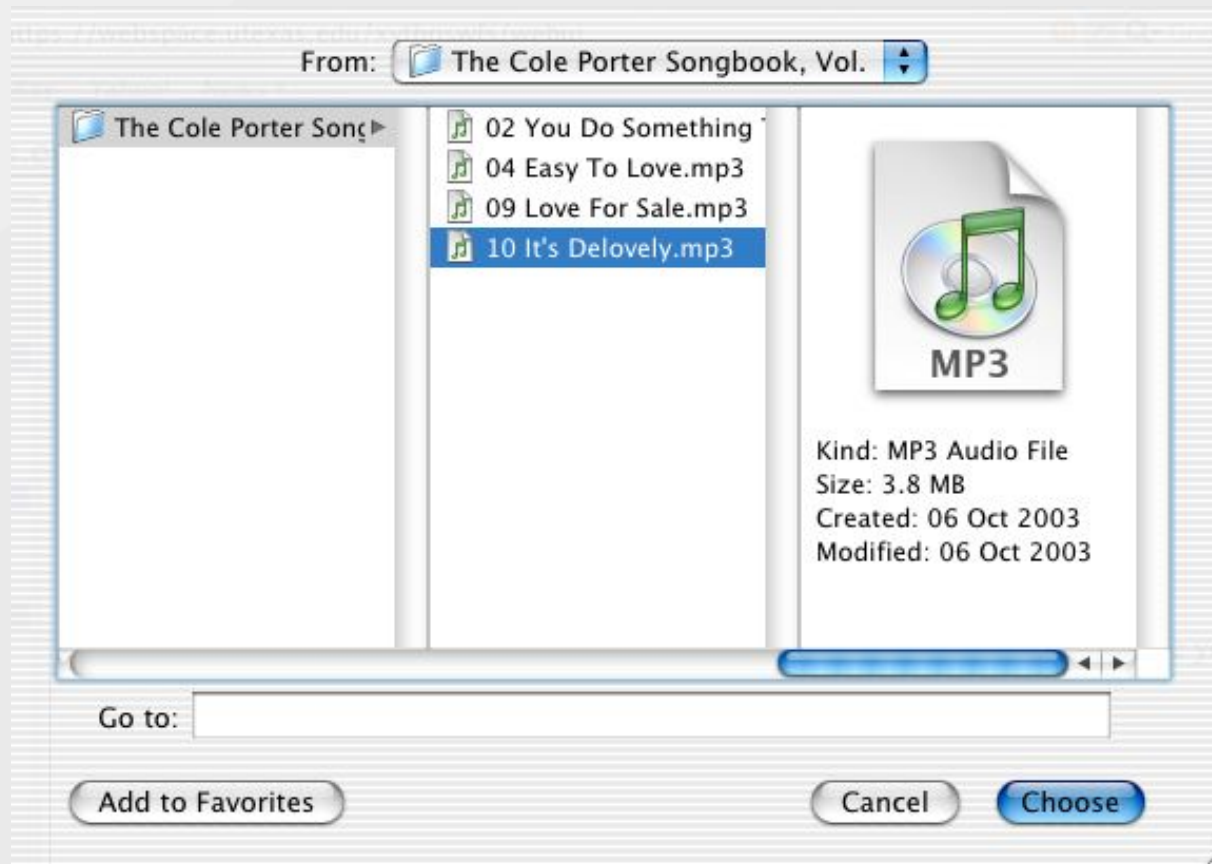 From: The Cole Porter Songbook, Vol.
The Cole Porter Song
02 You Do Something
04 Easy To Love.mp3
09 Love For Sale.mp3
10 It's Delovely.mp3
MP3
Kind: MP3 Audio File
Size: 3.8 MB
Created: 06 Oct 2003
Modified: 06 Oct 2003
Go to:
Add to Favorites
Cancel
Choose